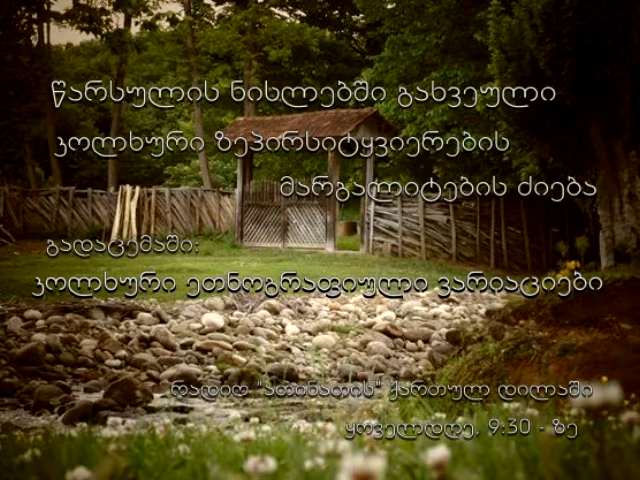 წარსულის ნისლებში გახვეული
კოლხური ზეპირსიტყვიერების
მარგალიტების ძიება
გადაცემაში:
კოლხური ეთნოგრაფიული ვარიაციები
რადიო "ათინათის" ქართულ დილაში
ყოველდღე, 9:30 - ზე